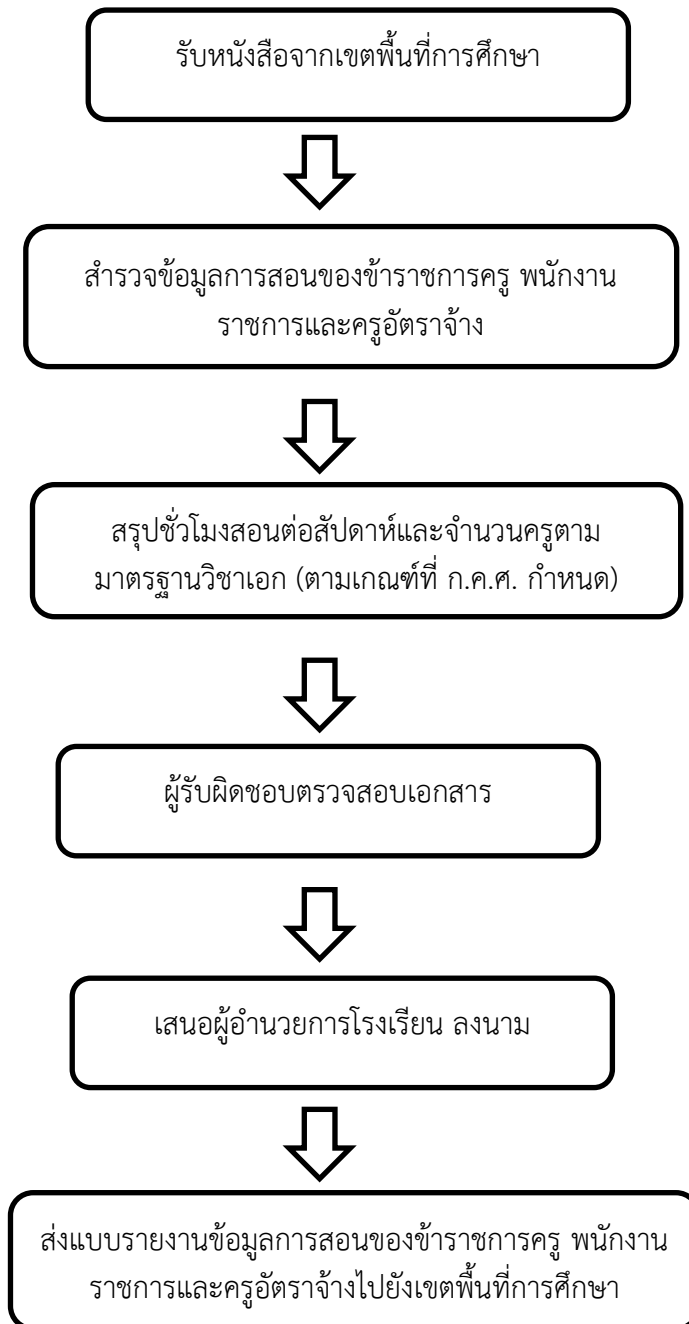 รับหนังสือจากเขตพื้นที่การศึกษา
สำรวจข้อมูลการสอนของข้าราชการครู พนักงาน
ราชการและครูอัตราจ้าง
สรุปชั่วโมงสอนต่อสัปดาห์และจำนวนครูตาม
มาตรฐานวิชาเอก (ตามเกณฑ์ที่ ก.ค.ศ. กำหนด)
ผู้รับผิดชอบตรวจสอบเอกสาร
เสนอผู้อำนวยการโรงเรียน ลงนาม
ส่งแบบรายงานข้อมูลการสอนของข้าราชการครู พนักงาน
ราชการและครูอัตราจ้างไปยังเขตพื้นที่การศึกษา